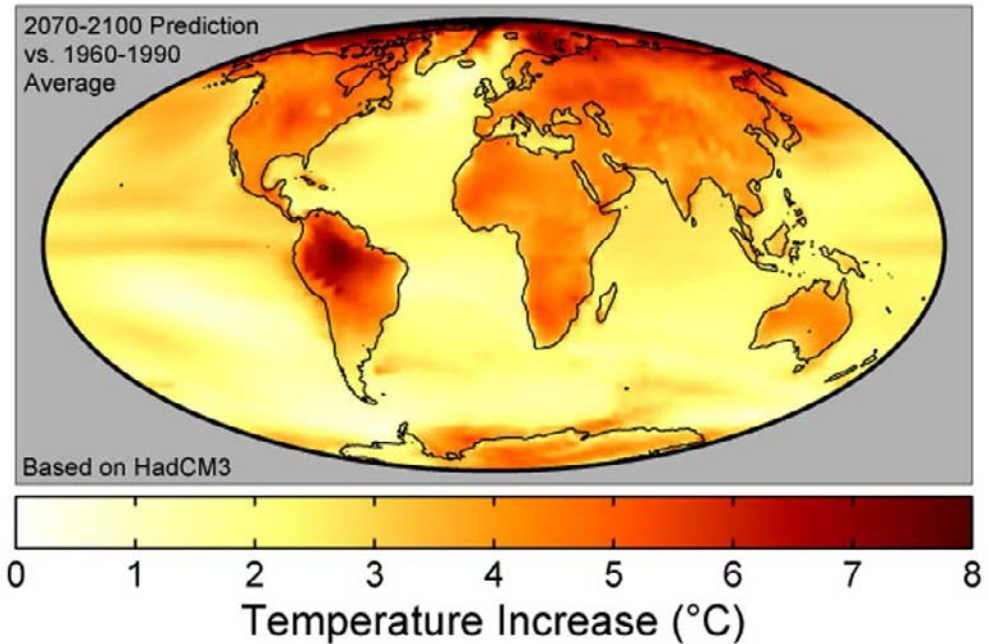 2070-2100 Prediction
vs. 1960-1990
Average
Based on HadCM3
0 1 2 3 4 5 6 7 8
Temperature Increase (°C)